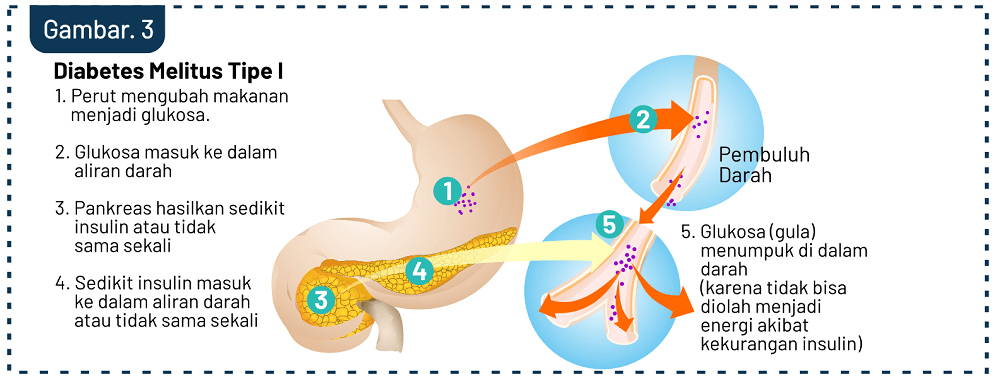 Gambar. 3
Diabetes Melitus Tipe I
1. Perut mengubah makanan
menjadi glukosa.
2. Glukosa masuk ke dalam
aliran darah
3. Pankreas hasilkan sedikit
insulin atau tidak
sama sekali
4. Sedikit insulin masuk
ke dalam aliran darah
atau tidak sama sekali
1
2
3
4
5
Pembuluh
Darah
5. Glukosa (gula)
menumpuk di dalam
darah
(karena tidak bisa
diolah menjadi
energi akibat
kekurangan insulin)